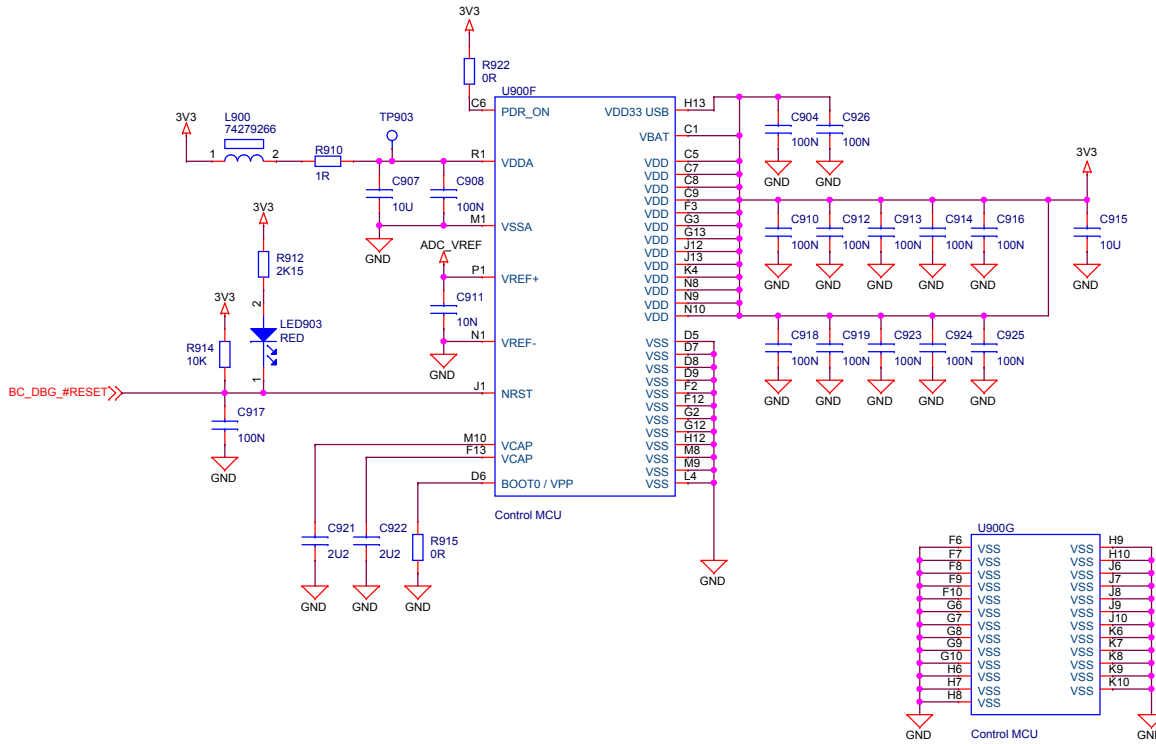 3V3
R922
0R
U900F
C6
PDR_ON
VDD33 USB
H13
VBAT
C1
C904
100N
C926
100N
GND
GND
3V3
L900
74279266
1
2
R910
1R
TP903
R1
VDDA
C907
10U
C908
100N
M1
VSSA
GND
VDD
C5
VDD
C7
VDD
C8
VDD
C9
VDD
F3
VDD
G3
VDD
G13
VDD
J12
VDD
J13
VDD
K4
VDD
N8
VDD
N9
VDD
N10
3V3
C910
100N
C912
100N
C913
100N
C914
100N
C916
100N
C915
10U
GND
GND
GND
GND
GND
GND
3V3
R912
2K15
ADC_VREF
P1
VREF+
C911
10N
N1
VREF-
GND
2
LED903
RED
1
3V3
R914
10K
BC_DBG_#RESET
J1
NRST
C917
100N
GND
C918
100N
C919
100N
C923
100N
C924
100N
C925
100N
GND
GND
GND
GND
GND
VSS
D5
VSS
D7
VSS
D8
VSS
D9
VSS
F2
VSS
F12
VSS
G2
VSS
G12
VSS
H12
VSS
M8
VSS
M9
VSS
L4
GND
M10
VCAP
F13
VCAP
D6
BOOT0 / VPP
Control MCU
C921
2U2
C922
2U2
R915
0R
GND
GND
GND
U900G
F6
VSS
VSS
H9
F7
VSS
VSS
H10
F8
VSS
VSS
J6
F9
VSS
VSS
J7
F10
VSS
VSS
J8
G6
VSS
VSS
J9
G7
VSS
VSS
J10
G8
VSS
VSS
K6
G9
VSS
VSS
K7
G10
VSS
VSS
K8
H6
VSS
VSS
K9
H7
VSS
VSS
K10
H8
VSS
GND
Control MCU